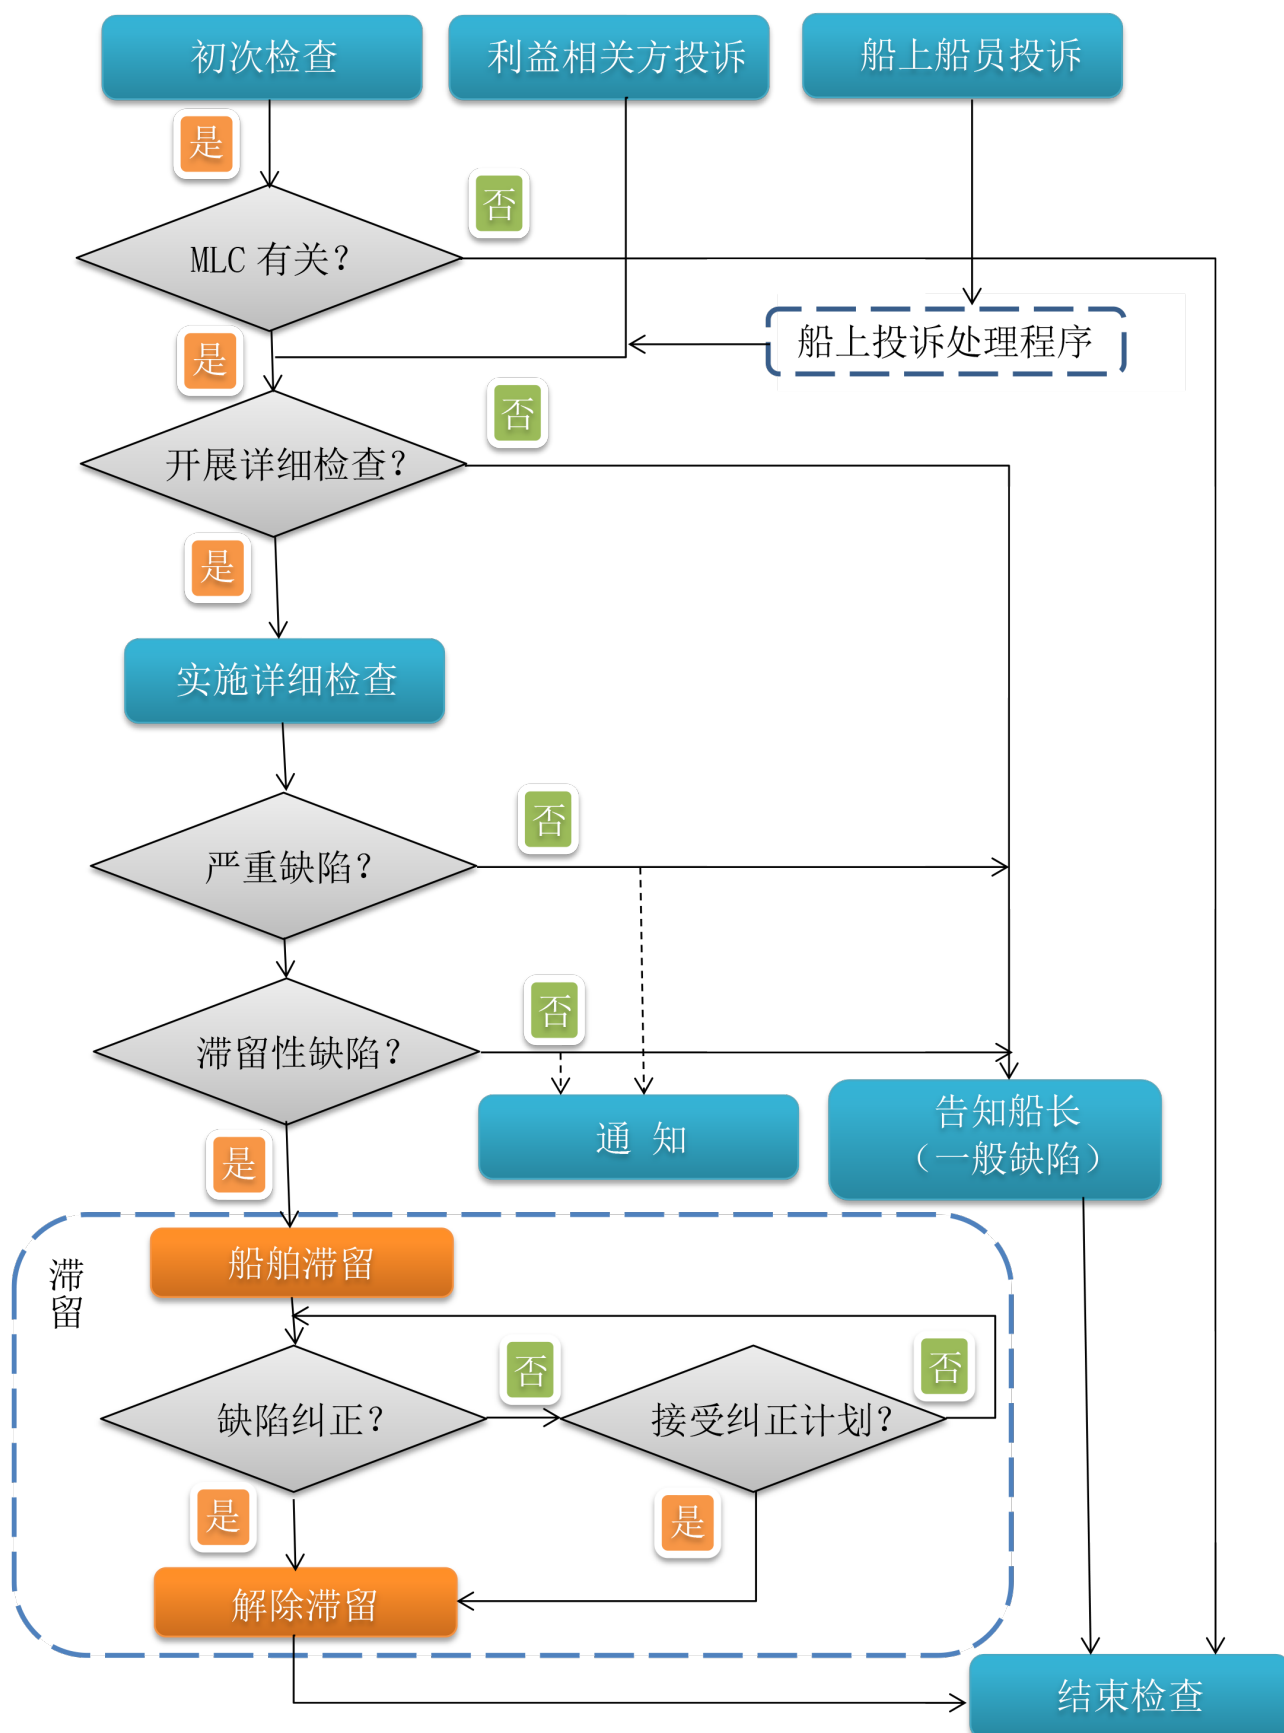 初次检查
利益相关方投诉
船上船员投诉
是
否
MLC 有关？
船上投诉处理程序
是
否
开展详细检查？
是
实施详细检查
否
严重缺陷？
否
滞留性缺陷？
通 知
告知船长
（一般缺陷）
是
滞
留
船舶滞留
否
否
缺陷纠正？
接受纠正计划？
是
是
解除滞留
结束检查